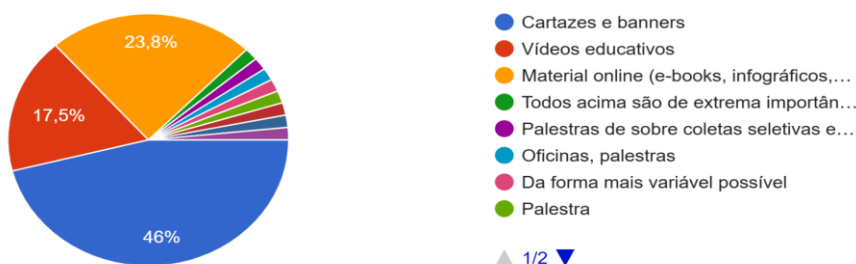 23,8%
17,5%
46%
Cartazes e banners
Vídeos educativos
Material online (e-books, infográficos,...
Todos acima são de extrema importân...
Palestras de sobre coletas seletivas e...
Oficinas, palestras
Da forma mais variável possível
Palestra
1/2